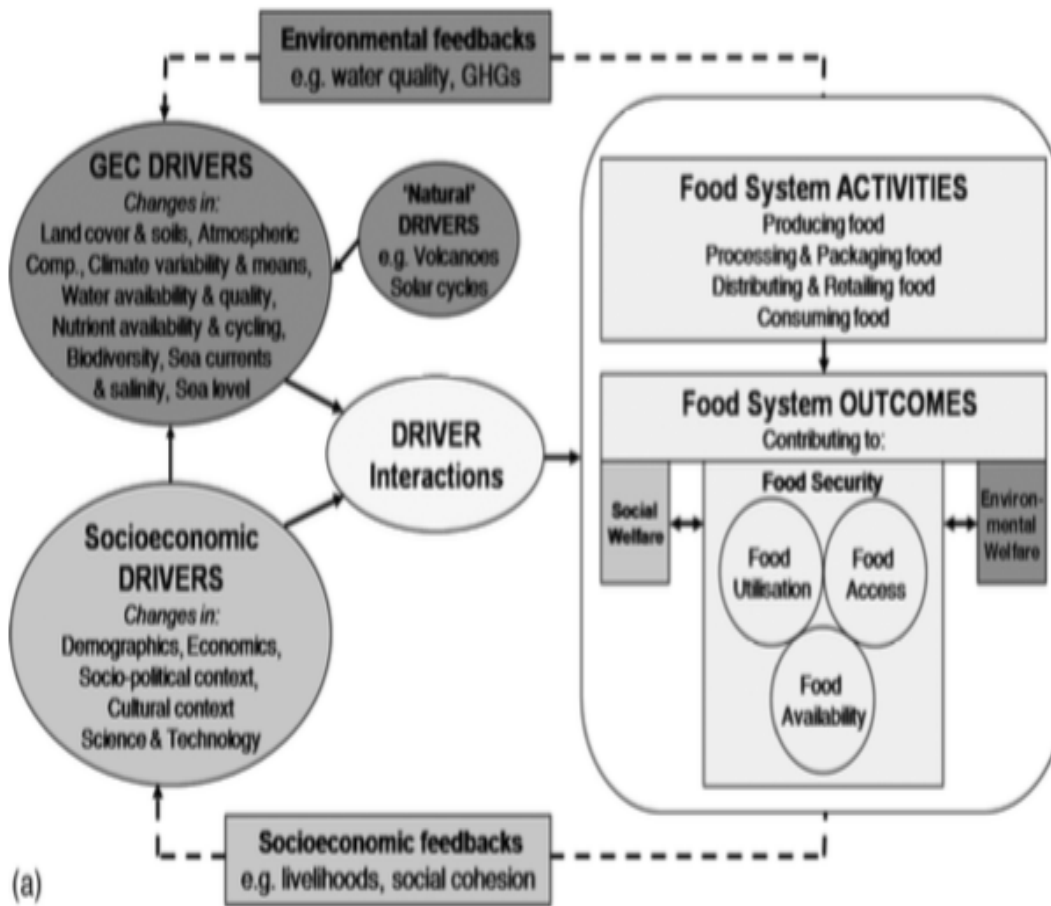 Environmental feedbacks
e.g. water quality, GHGs
GEC DRIVERS
Changes in:
Land cover & soils, Atmospheric
Comp., Climate variability & means,
Water availability & quality,
Nutrient availability & cycling,
Biodiversity, Sea currents
& salinity, Sea level
'Natural'
DRIVERS
e.g. Volcanoes
Solar cycles
DRIVER
Interactions
Socioeconomic
DRIVERS
Changes in:
Demographics, Economics,
Socio-political context,
Cultural context
Science & Technology
Food System ACTIVITIES
Producing food
Processing & Packaging food
Distributing & Retailing food
Consuming food
Food System OUTCOMES
Contributing to:
Social
Welfare
Food Security
Food
Utilisation
Food
Access
Food
Availability
Environ-
mental
Welfare
Socioeconomic feedbacks
e.g. livelihoods, social cohesion
(a)